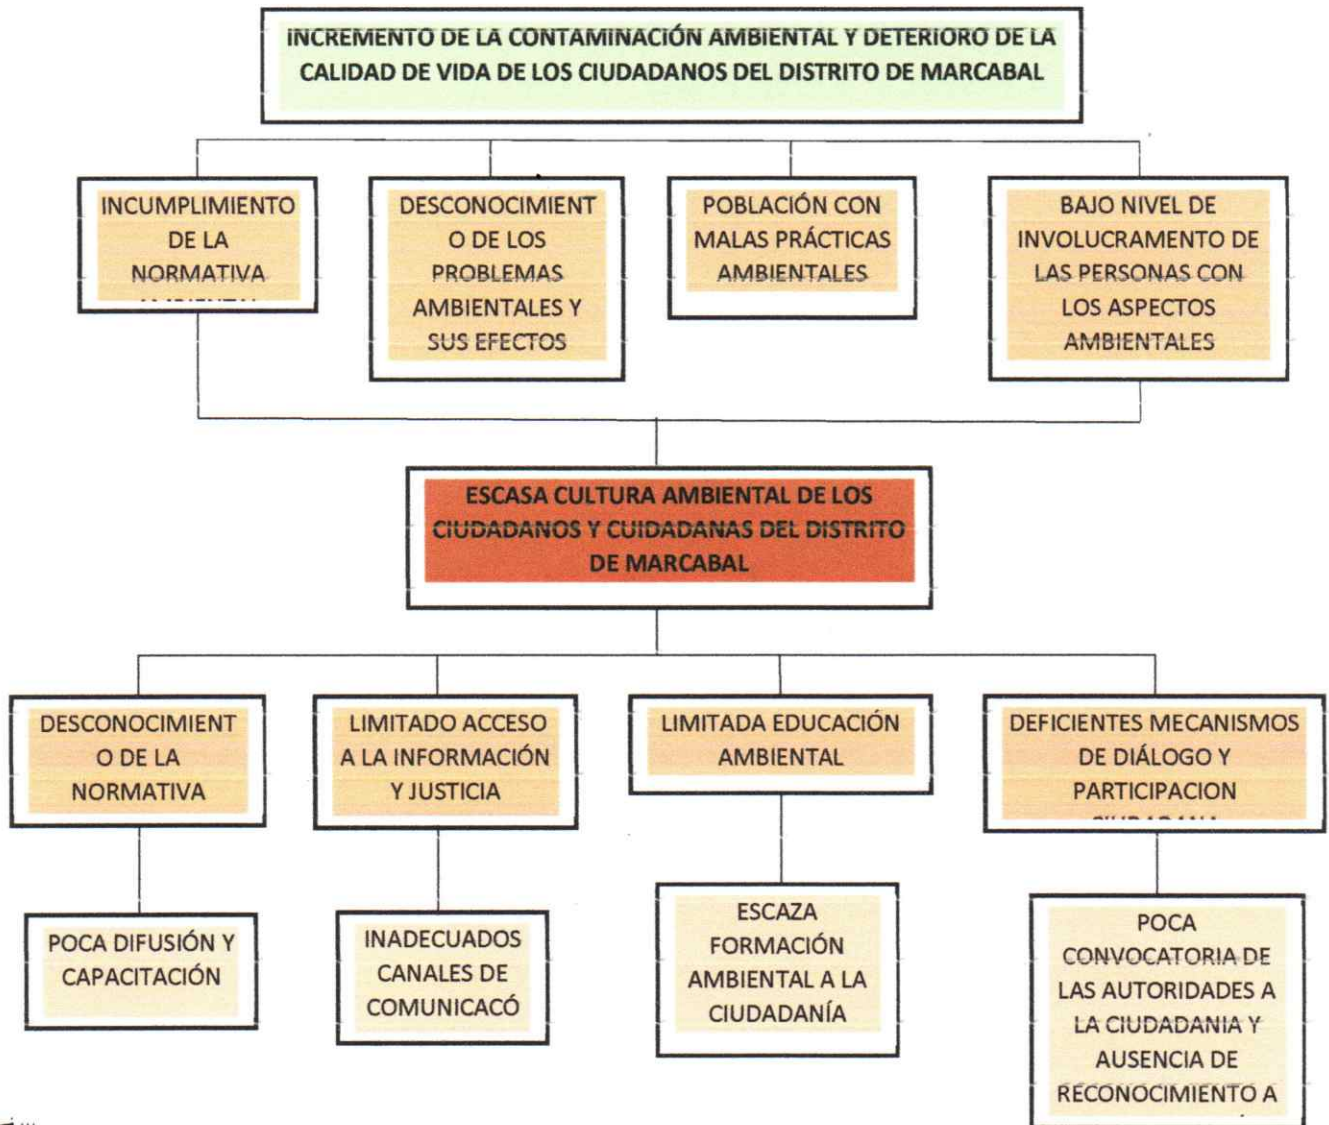 INCREMENTO DE LA CONTAMINACIÓN AMBIENTAL Y DETERIORO DE LA
CALIDAD DE VIDA DE LOS CIUDADANOS DEL DISTRITO DE MARCABAL
INCUMPLIMIENTO
DE LA
NORMATIVA
DESCONOCIMIENT
O DE LOS
PROBLEMAS
AMBIENTALES Y
SUS EFECTOS
POBLACIÓN CON
MALAS PRÁCTICAS
AMBIENTALES
BAJO NIVEL DE
INVOLUCRAMENTO DE
LAS PERSONAS CON
LOS ASPECTOS
AMBIENTALES
ESCASA CULTURA AMBIENTAL DE LOS
CIUDADANOS Y CUIDADANAS DEL DISTRITO
DE MARCABAL
DESCONOCIMIENT
O DE LA
NORMATIVA
LIMITADO ACCESO
A LA INFORMACIÓN
Y JUSTICIA
LIMITADA EDUCACIÓN
AMBIENTAL
DEFICIENTES MECANISMOS
DE DIÁLOGO Y
PARTICIPACION
POCA DIFUSIÓN Y
CAPACITACIÓN
INADECUADOS
CANALES DE
COMUNICACÓ
ESCAZA
FORMACIÓN
AMBIENTAL A LA
CIUDADANÍA
POCA
CONVOCATORIA DE
LAS AUTORIDADES A
LA CIUDADANIA Y
AUSENCIA DE
RECONOCIMIENTO A